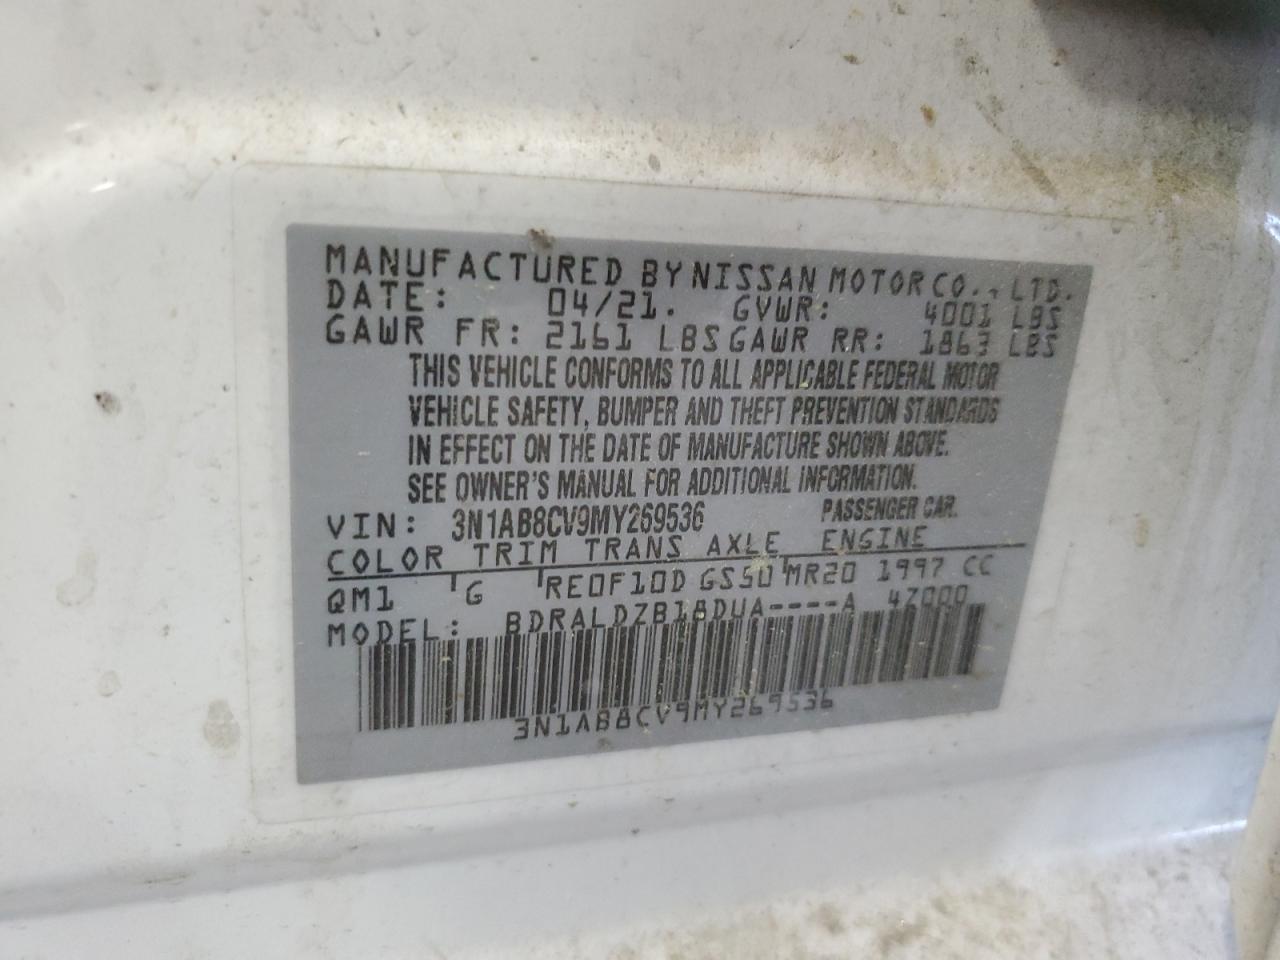 MANUFACTURED BY NISSAN MOTOR CO., LTD.
DATE: 04/21. GVWR: 4001 LBS
GAWR FR: 2161 LBS GAWR RR: 1863 LBS
THIS VEHICLE CONFORMS TO ALL APPLICABLE FEDERAL MOTOR
VEHICLE SAFETY, BUMPER AND THEFT PREVENTION STANDARDS
IN EFFECT ON THE DATE OF MANUFACTURE SHOWN ABOVE.
SEE OWNER'S MANUAL FOR ADDITIONAL INFORMATION.
VIN: 3N1AB8CV9MY269536 PASSENGER CAR.
COLOR TRIM TRANS AXLE ENGINE
QM1 G RE0F10D GS50 MR20 1997 CC
MODEL: BDRALDZB18DUA----A 47000
3N1AB8CV9MY269536